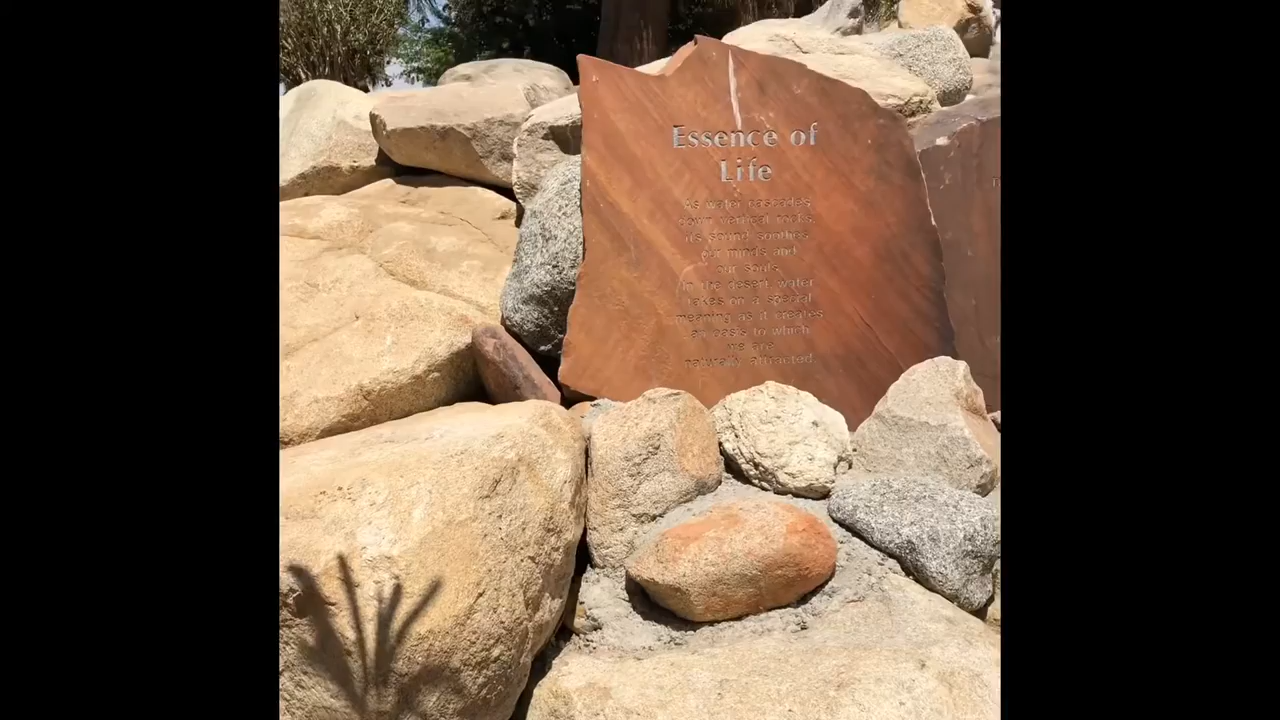 Essence of
Life
As water cascades
down vertical rocks,
it's sound soothes
our minds and
our souls.
In the desert, water
takes on a special
meaning as it creates
an oasis to which
we are
naturally attracted.